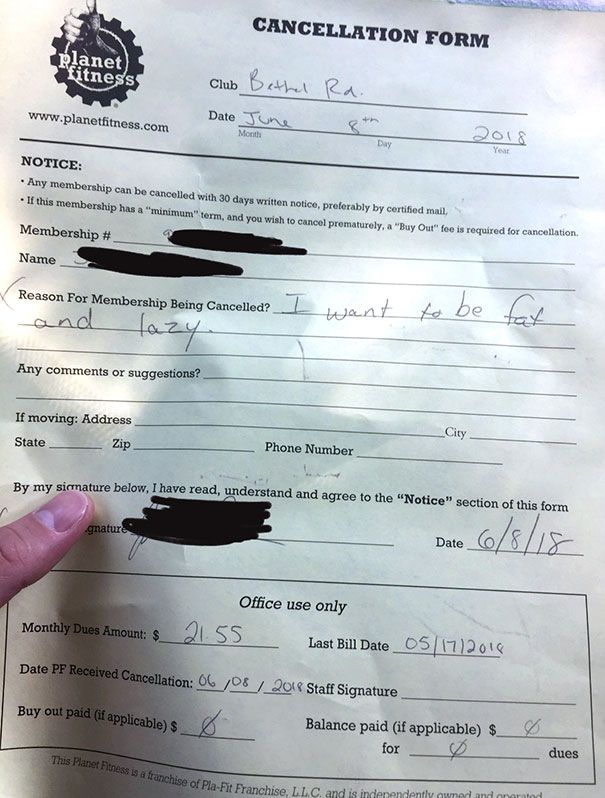 planet
fitness
CANCELLATION FORM
Club Bethel Rd.
www.planetfitness.com
Date June 8th 2018
Month Day Year
NOTICE:
• Any membership can be cancelled with 30 days written notice, preferably by certified mail.
• If this membership has a "minimum" term, and you wish to cancel prematurely, a "Buy Out" fee is required for cancellation.
Membership #
Name
Reason For Membership Being Cancelled? I want to be fat
and lazy.
Any comments or suggestions?
If moving: Address City
State Zip Phone Number
By my signature below, I have read, understand and agree to the "Notice" section of this form
gnature Date 6/8/18
Office use only
Monthly Dues Amount: $ 21.55 Last Bill Date 05/17/2018
Date PF Received Cancellation: 06/08/2018 Staff Signature
Buy out paid (if applicable) $ 0 Balance paid (if applicable) $ 0
for 0 dues
This Planet Fitness is a franchise of Pla-Fit Franchise, L.L.C. and is independently owned and operated